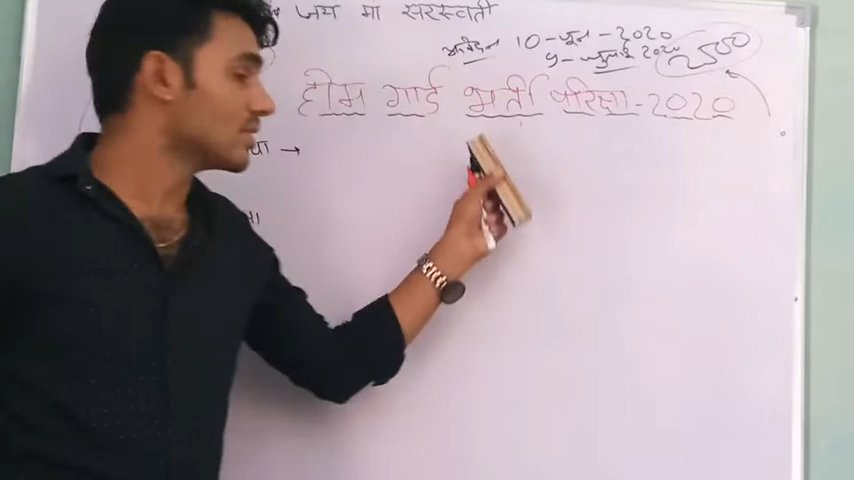 जय मा सरस्वती
आवेदन 10-जून-2020
9-जुलाई 2020 2500
होम गार्ड भर्ती परिक्षा-2020